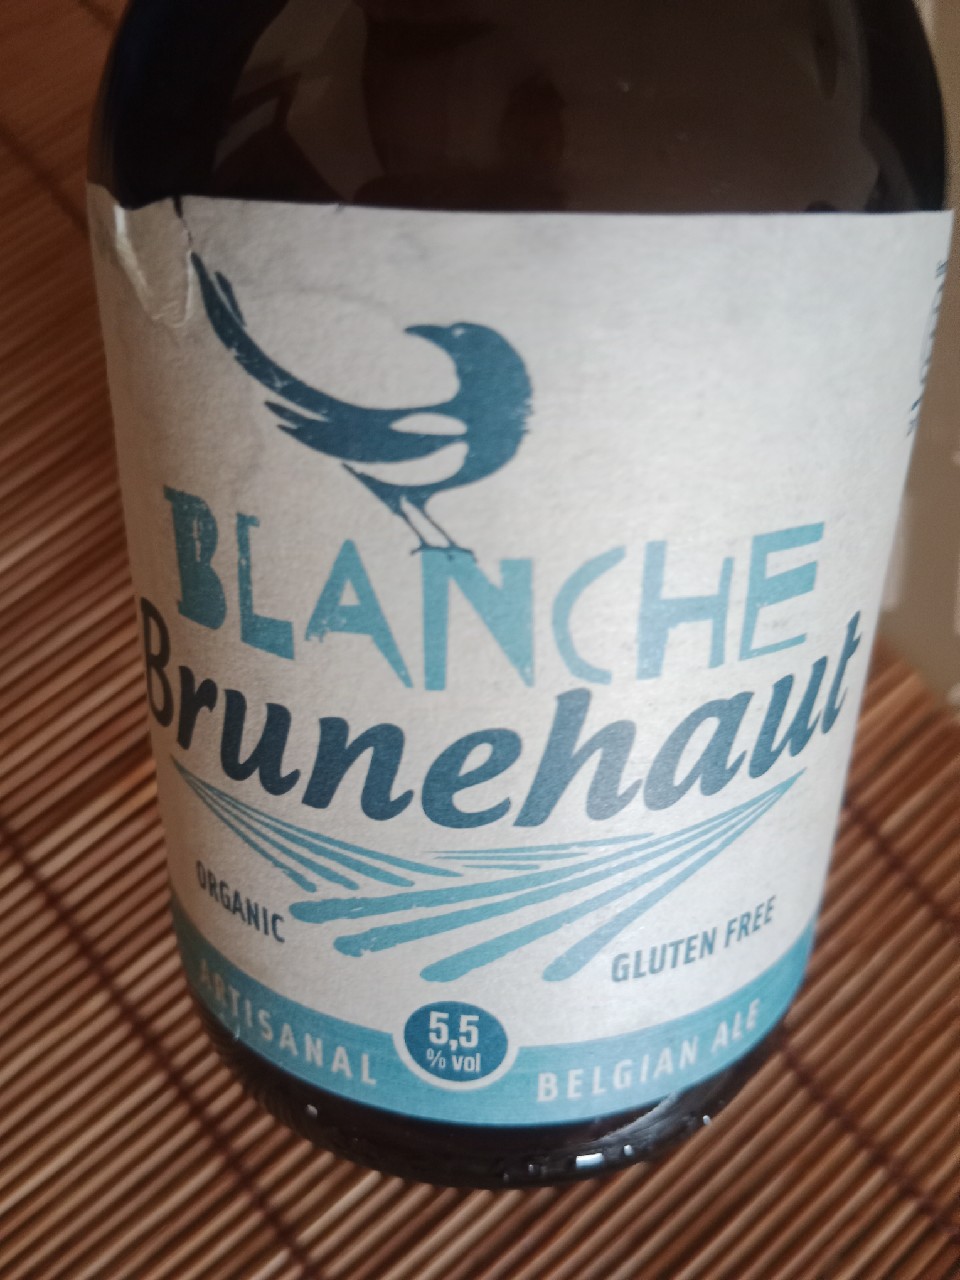 BLANCHE
Brunehaut
ORGANIC
GLUTEN FREE
ARTISANAL
5,5
% vol
BELGIAN ALE